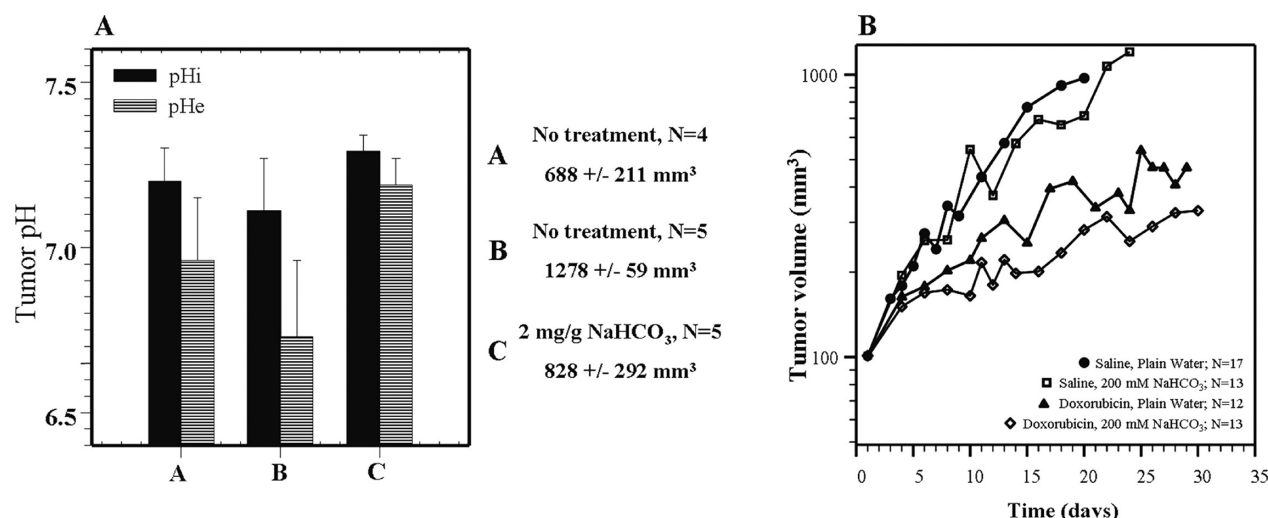 A
Tumor pH
7.5
7.0
6.5
pHi
pHe
A
B
C
A
No treatment, N=4
688 +/- 211 mm³
B
No treatment, N=5
1278 +/- 59 mm³
C
2 mg/g NaHCO₃, N=5
828 +/- 292 mm³
B
Tumor volume (mm³)
1000
100
Saline, Plain Water; N=17
Saline, 200 mM NaHCO₃; N=13
Doxorubicin, Plain Water; N=12
Doxorubicin, 200 mM NaHCO₃; N=13
0 5 10 15 20 25 30 35
Time (days)